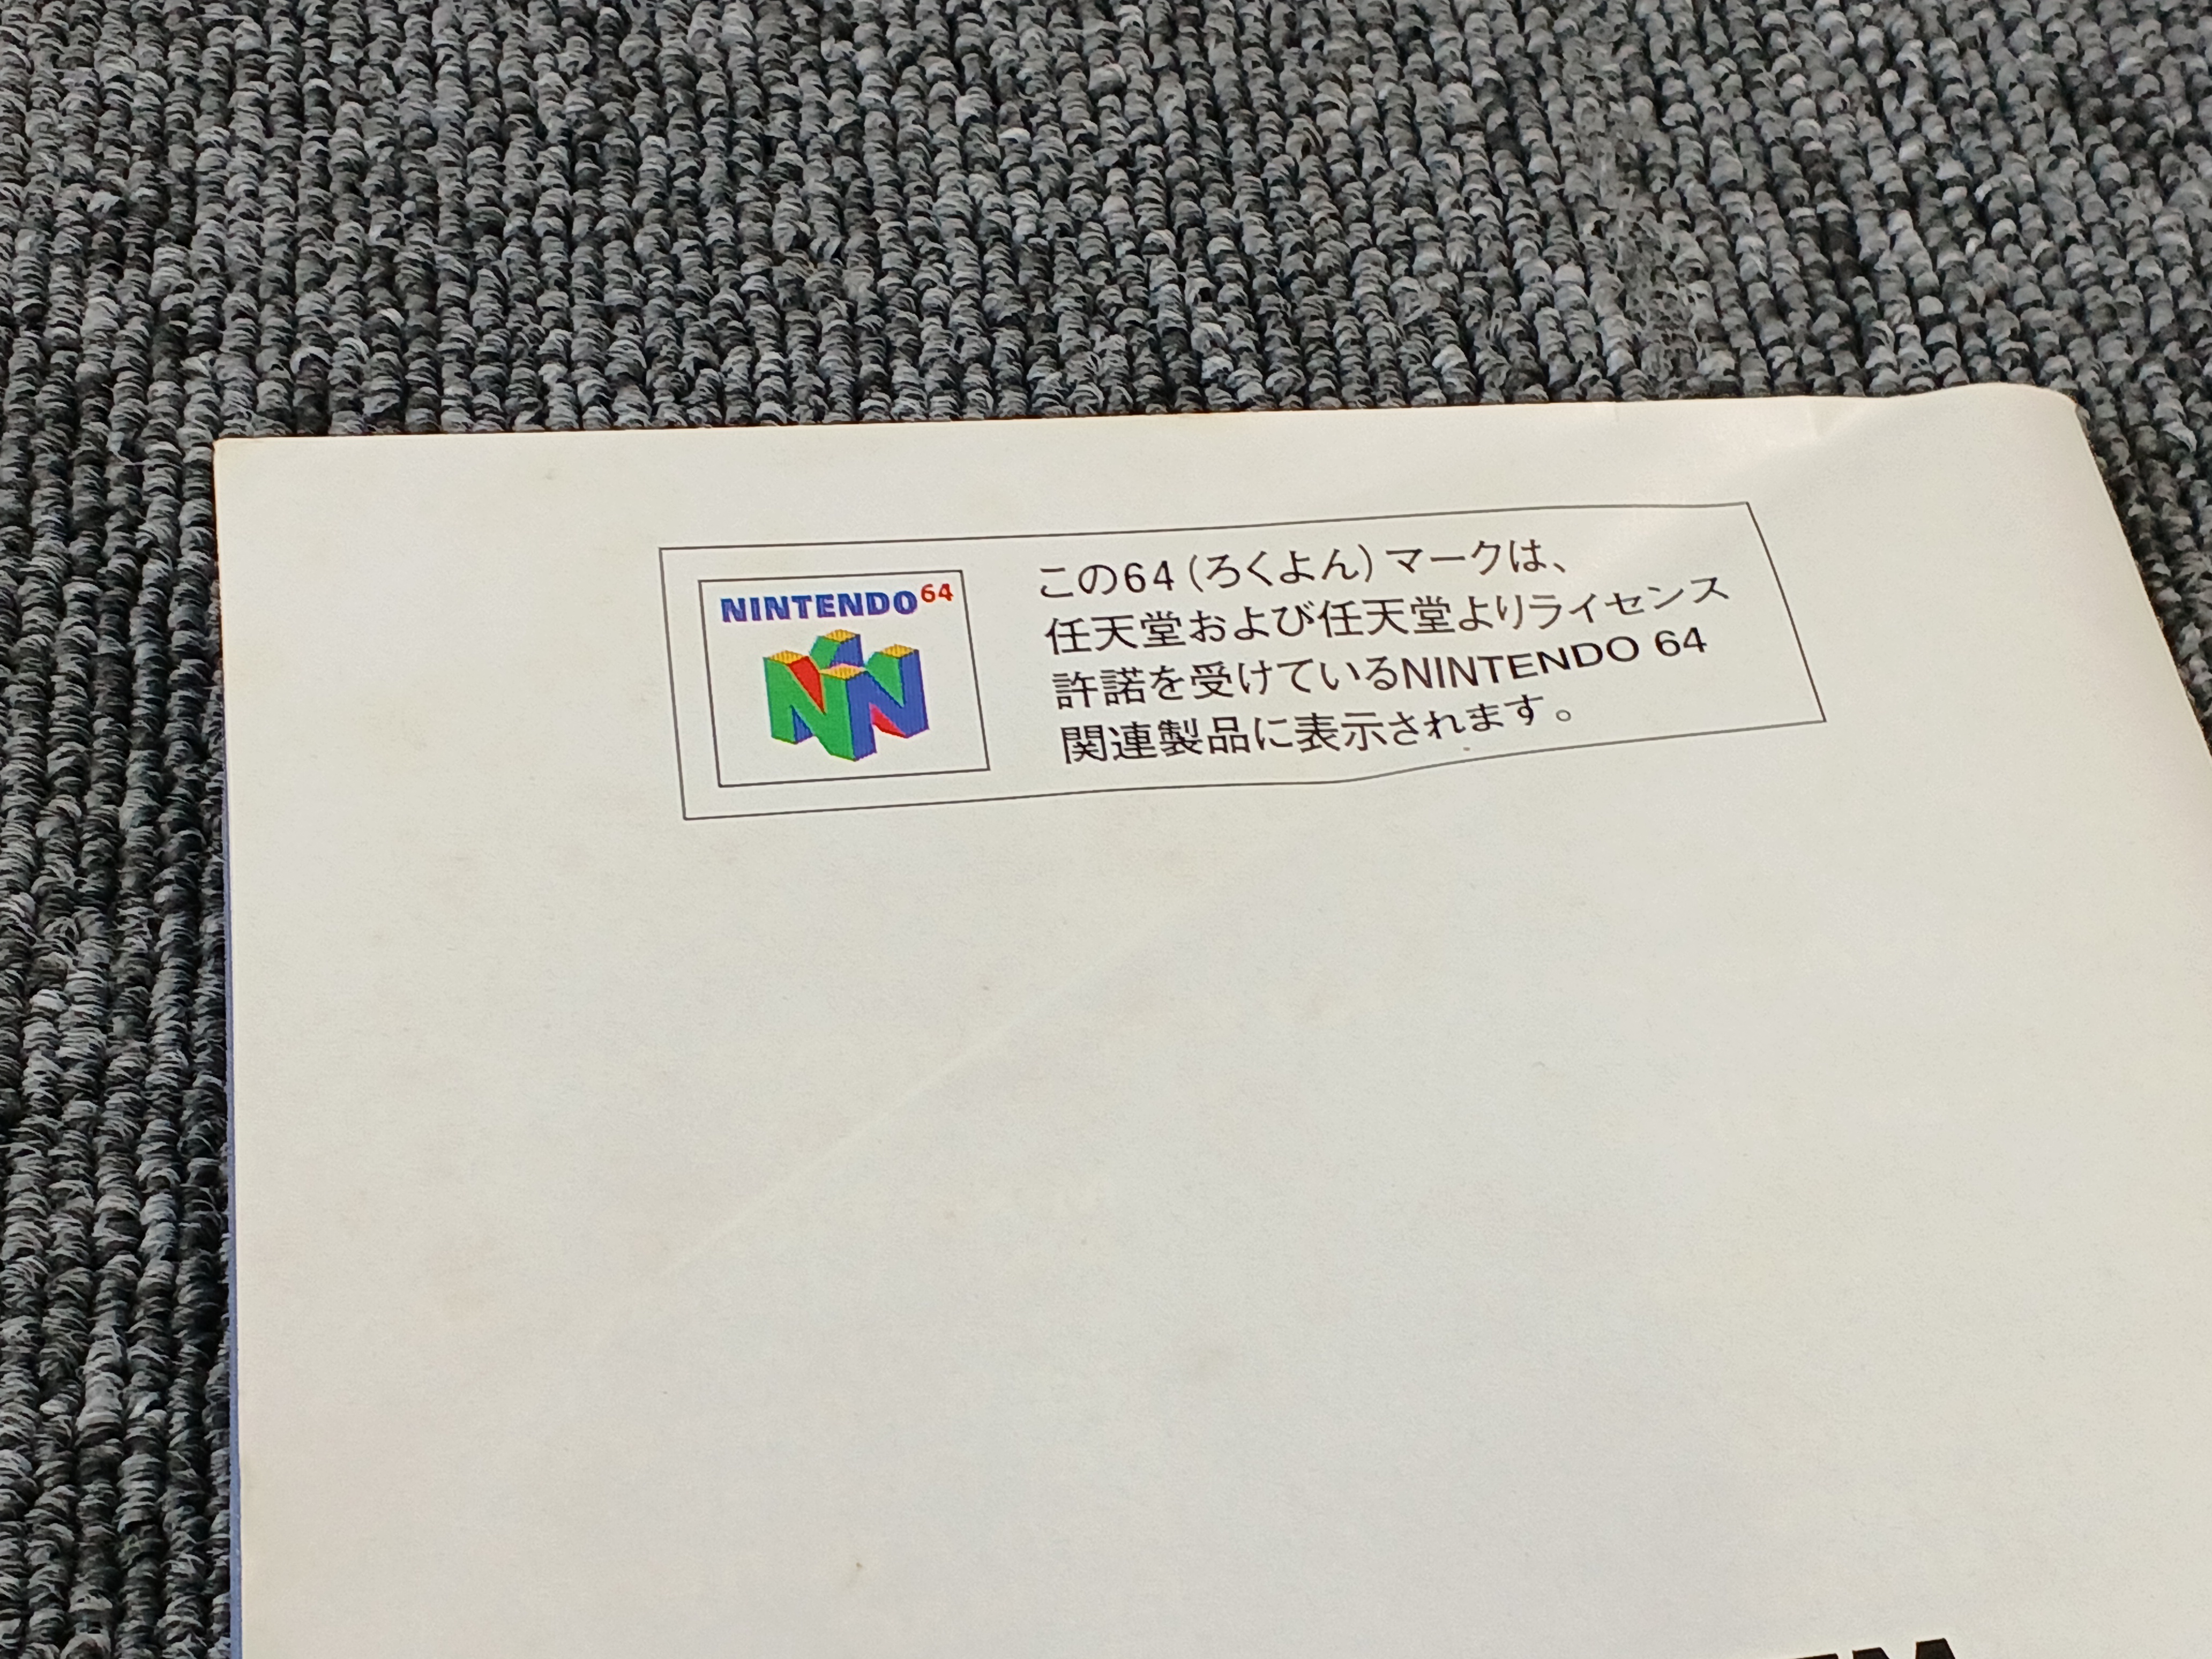 NINTENDO64
この64(ろくよん)マークは、
任天堂および任天堂よりライセンス
許諾を受けているNINTENDO 64
関連製品に表示されます。